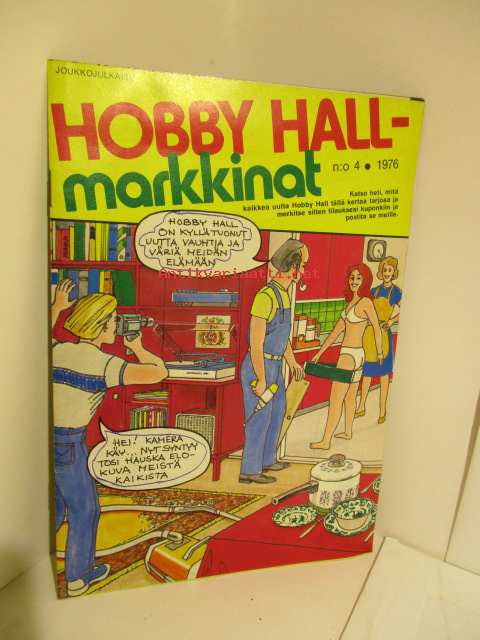 JOUKKOJULKAISU
HOBBY HALL-
markkinat
n:o 4 ● 1976
Katso heti, mitä
kaikkea uutta Hobby Hall tällä kertaa tarjoaa ja
merkitse sitten tilauksesi kuponkiin ja
postita se meille.
HOBBY HALL
ON KYLLÄ TUONUT
UUTTA VAUHTIA JA
VÄRIÄ MEIDÄN
ELÄMÄÄN
antikvariaatti.net
HEI! KAMERA
KÄY... NYT SYNTYY
TOSI HAUSKA ELO-
KUVA MEISTÄ
KAIKISTA